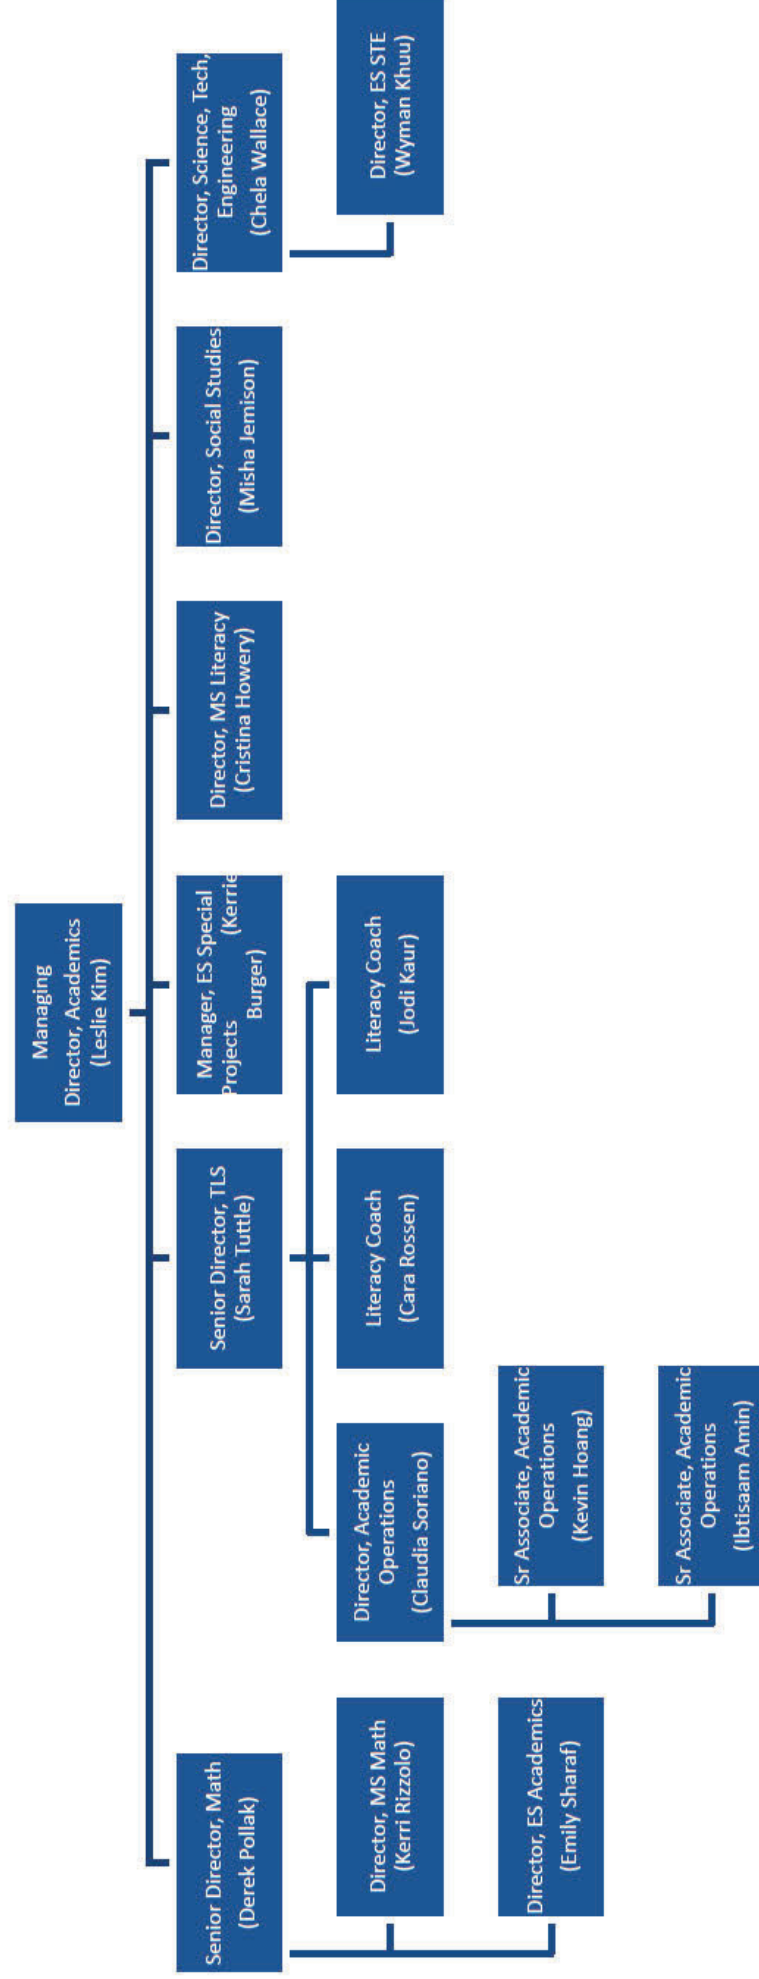 Managing
Director, Academics
(Leslie Kim)
Senior Director, Math
(Derek Pollak)
Director, MS Math
(Kerri Rizzolo)
Director, ES Academics
(Emily Sharaf)
Senior Director, TLS
(Sarah Tuttle)
Director, Academic
Operations
(Claudia Soriano)
Sr Associate, Academic
Operations
(Kevin Hoang)
Sr Associate, Academic
Operations
(Ibtisaam Amin)
Literacy Coach
(Cara Rossen)
Literacy Coach
(Jodi Kaur)
Manager, ES Special
Projects (Kerrie
Burger)
Director, MS Literacy
(Cristina Howery)
Director, Social Studies
(Misha Jemison)
Director, Science, Tech,
Engineering
(Chela Wallace)
Director, ES STE
(Wyman Khuu)